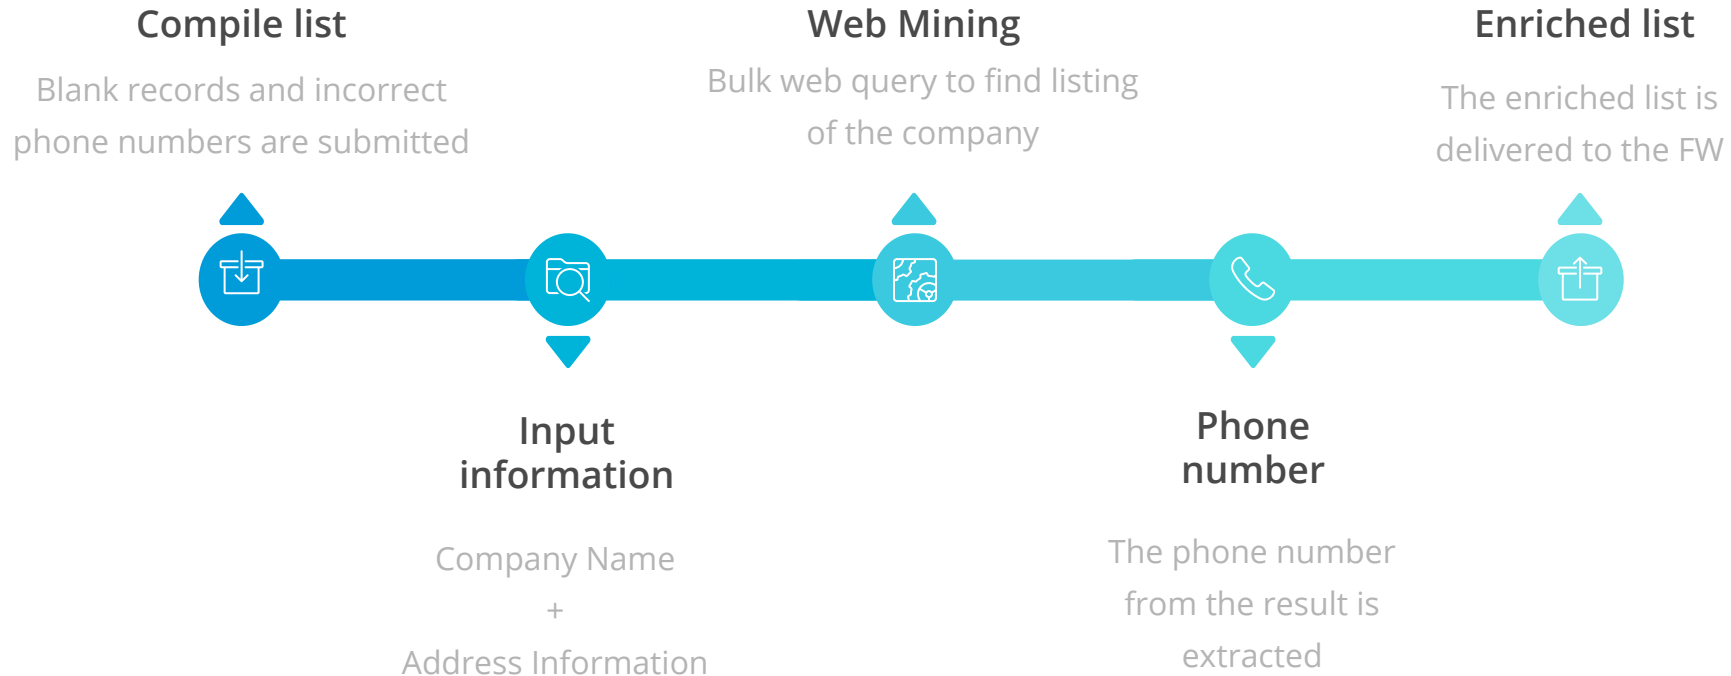 Compile list
Blank records and incorrect
phone numbers are submitted
Input
information
Company Name
+
Address Information
Web Mining
Bulk web query to find listing
of the company
Phone
number
The phone number
from the result is
extracted
Enriched list
The enriched list is
delivered to the FW